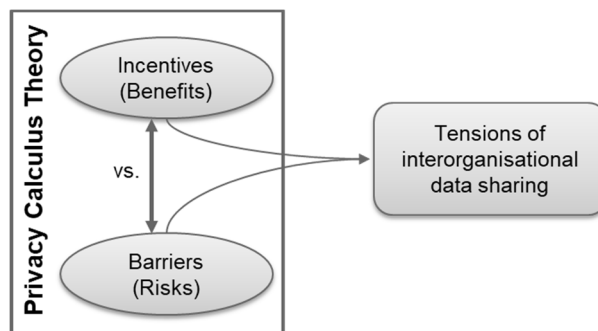 Privacy Calculus Theory
Incentives
(Benefits)
vs.
Barriers
(Risks)
Tensions of
interorganisational
data sharing